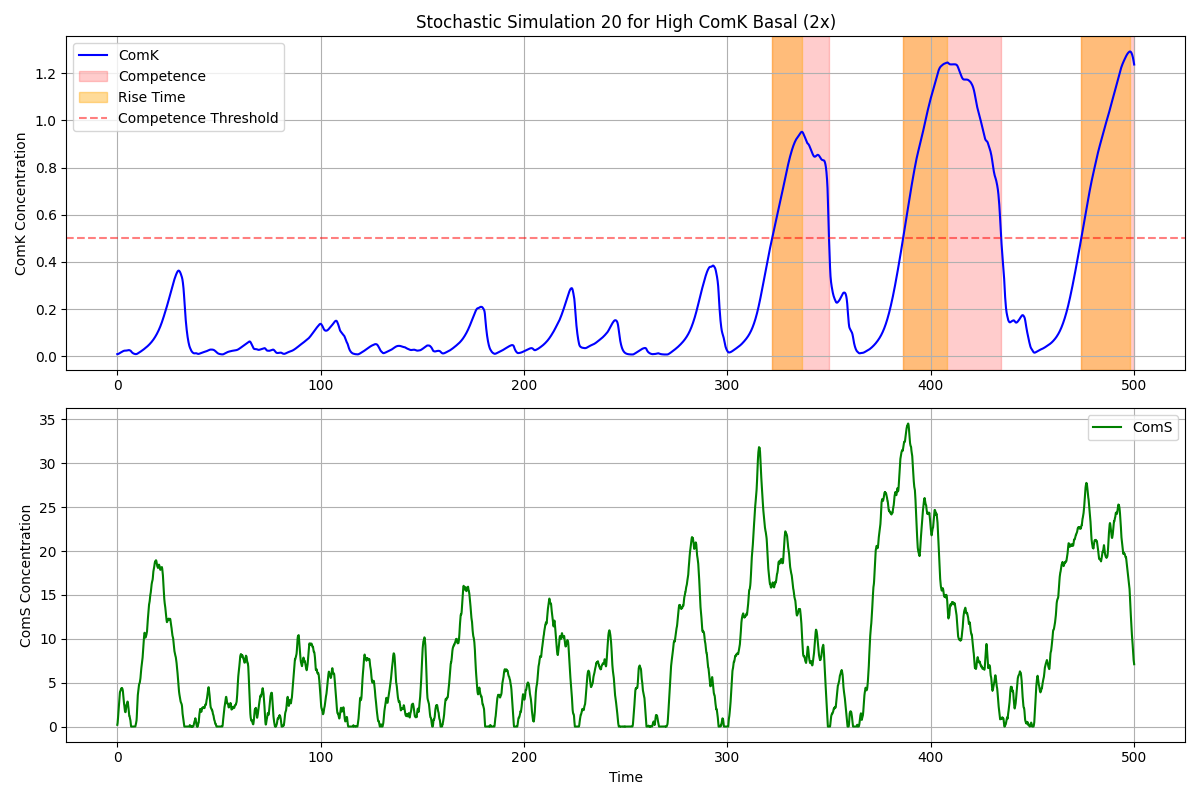 Stochastic Simulation 20 for High ComK Basal (2x)
ComK
Competence
Rise Time
Competence Threshold
ComK Concentration
1.2
1.0
0.8
0.6
0.4
0.2
0.0
0 100 200 300 400 500
ComS
ComS Concentration
35
30
25
20
15
10
5
0
0 100 200 300 400 500
Time